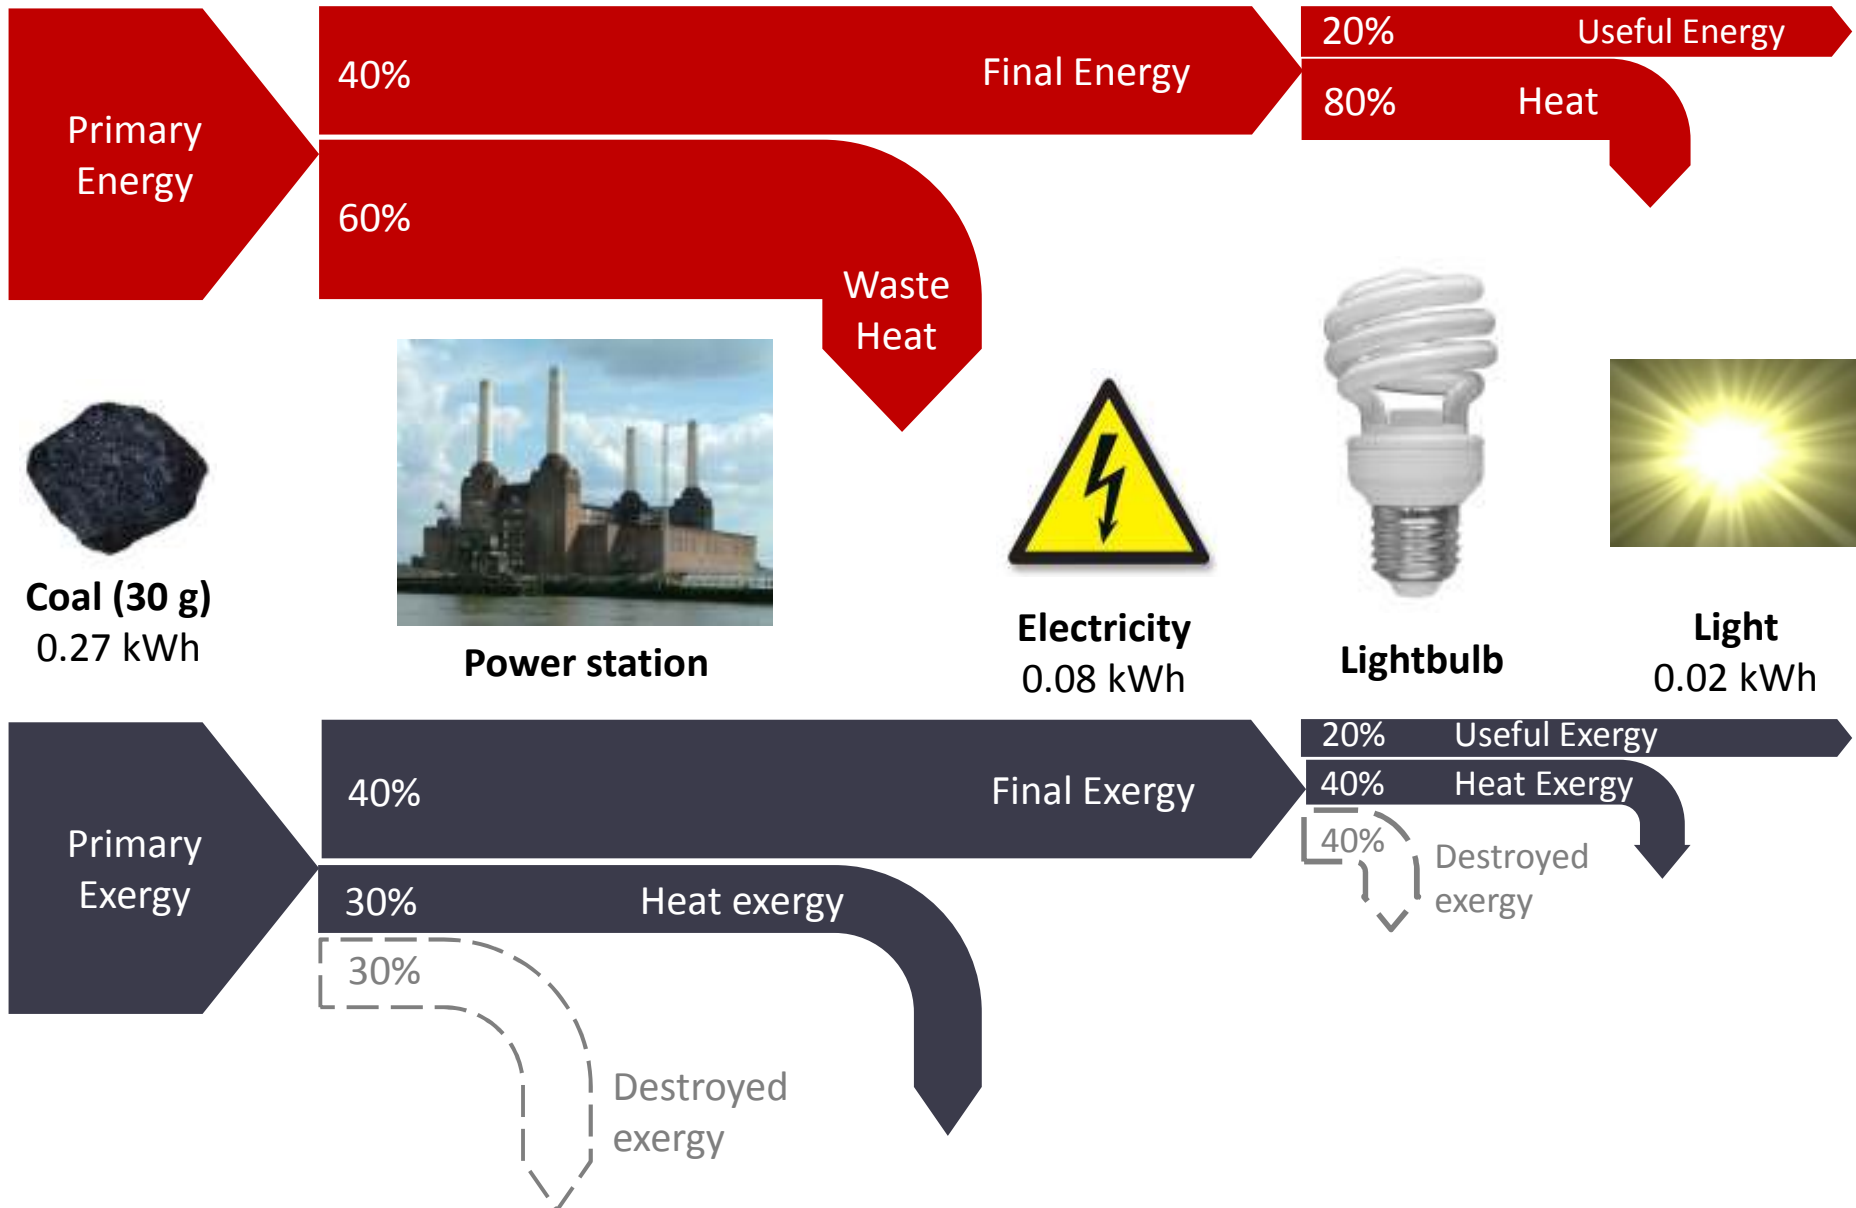 Primary
Energy
40%
Final Energy
60%
Waste
Heat
20%
Useful Energy
80%
Heat
Coal (30 g)
0.27 kWh
Power station
Electricity
0.08 kWh
Lightbulb
Light
0.02 kWh
Primary
Exergy
40%
Final Exergy
30%
Heat exergy
30%
Destroyed
exergy
20%
Useful Exergy
40%
Heat Exergy
40%
Destroyed
exergy